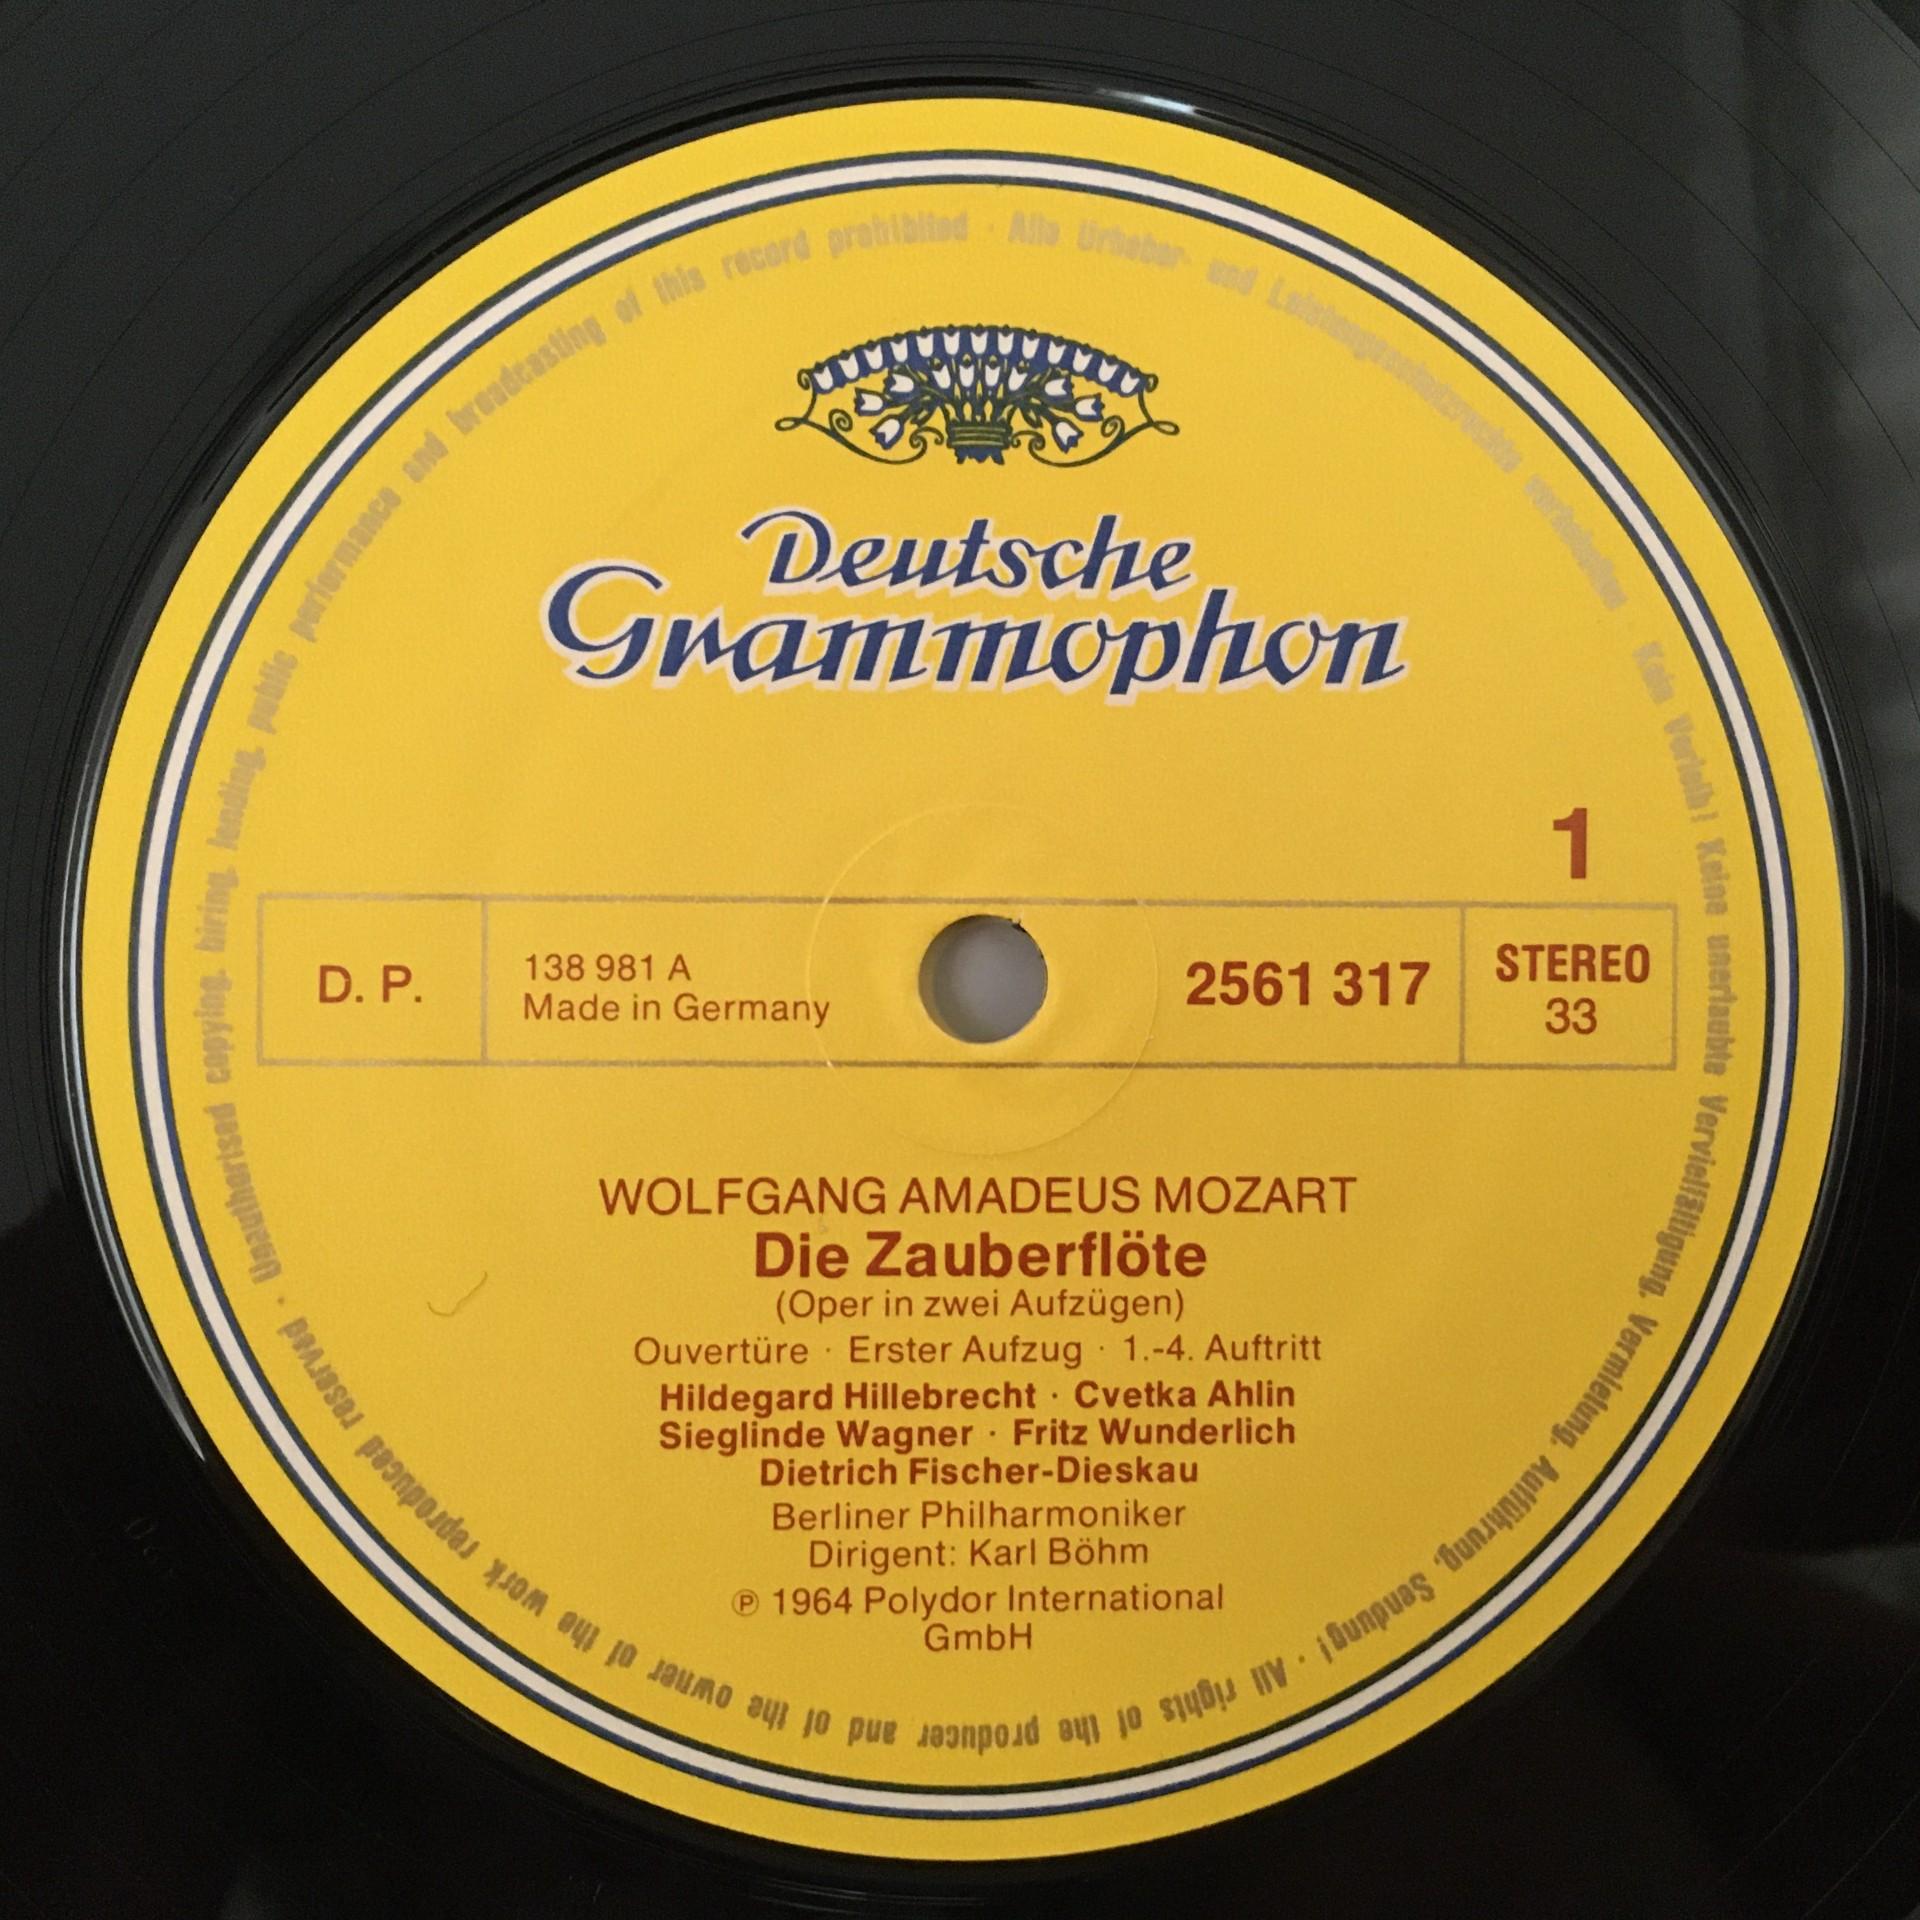 Deutsche
Grammophon
1
D. P.
138 981 A
Made in Germany
2561 317
STEREO
33
WOLFGANG AMADEUS MOZART
Die Zauberflöte
(Oper in zwei Aufzügen)
Ouvertüre · Erster Aufzug · 1.-4. Auftritt
Hildegard Hillebrecht · Cvetka Ahlin
Sieglinde Wagner · Fritz Wunderlich
Dietrich Fischer-Dieskau
Berliner Philharmoniker
Dirigent: Karl Böhm
℗ 1964 Polydor International
GmbH
Alle Urheber- und Leistungsschutzrechte vorbehalten · Kein Verleih! Keine unerlaubte Vervielfältigung, Vermietung, Aufführung, Sendung! · All rights of the producer and of the owner of the work reproduced reserved · Unauthorised copying, hiring, lending, public performance and broadcasting of this record prohibited ·